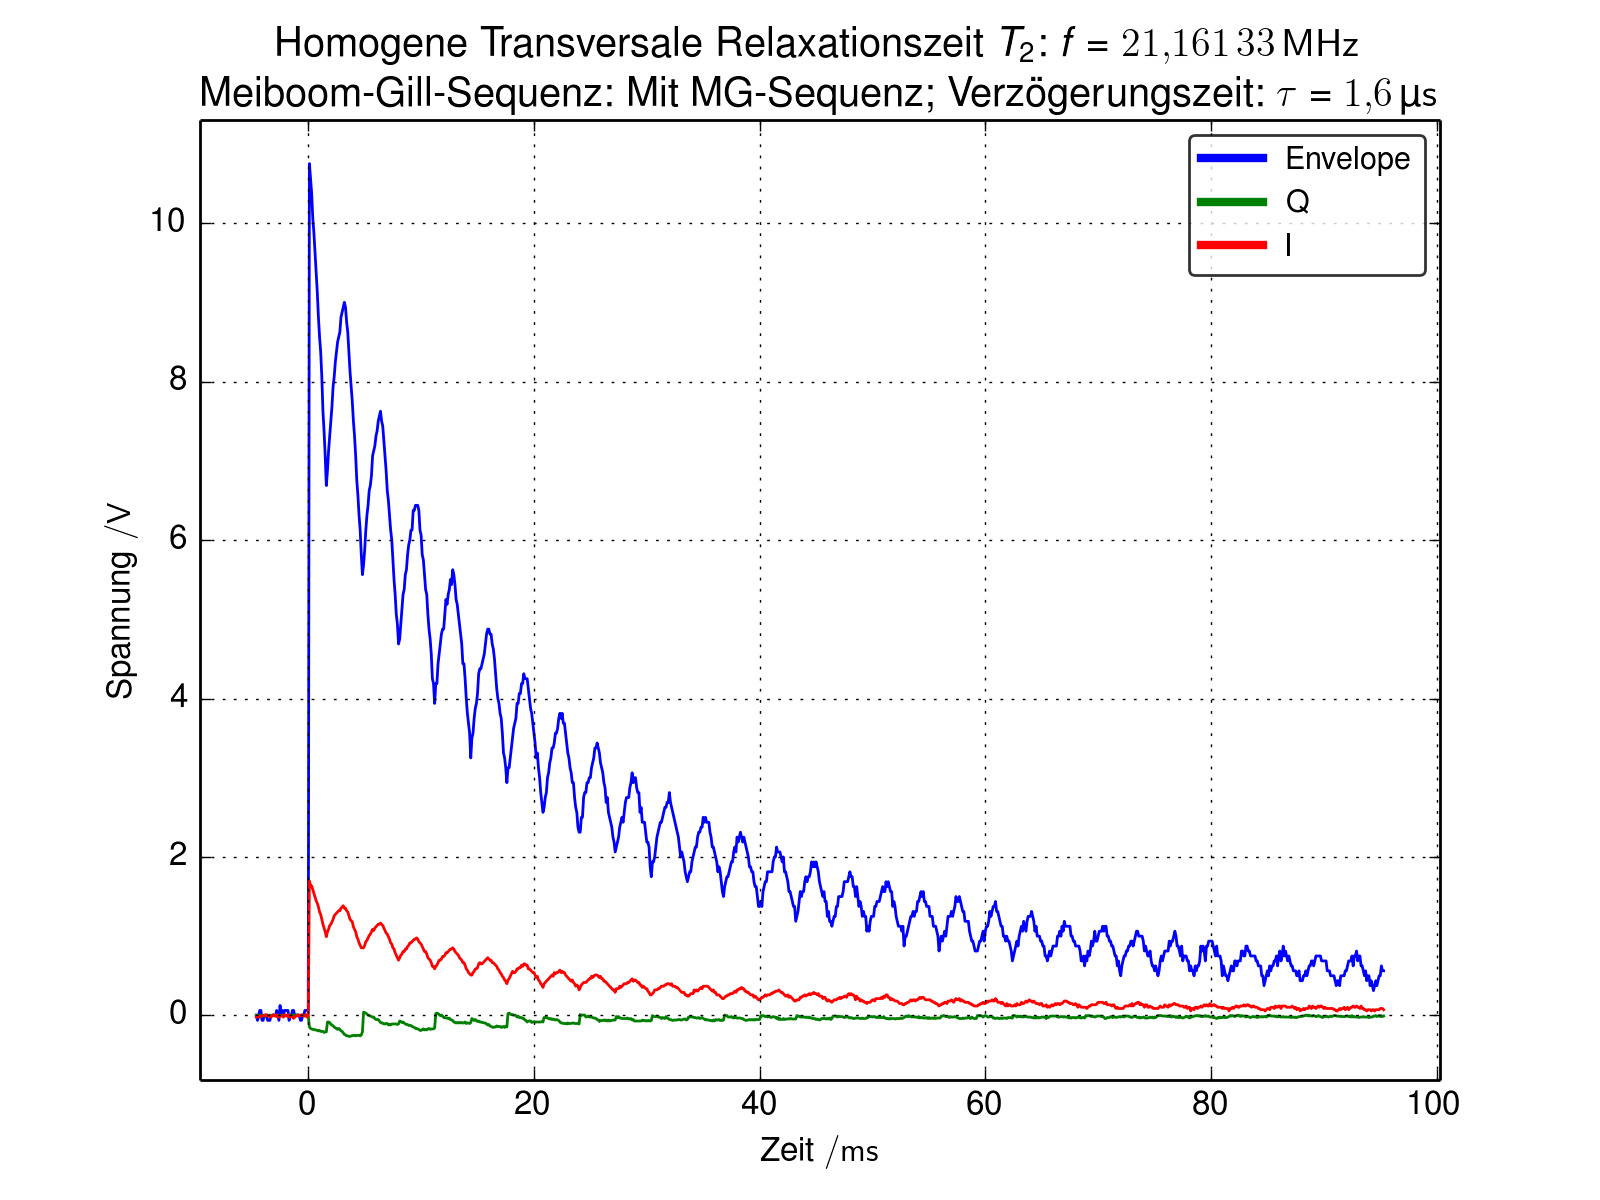 Homogene Transversale Relaxationszeit T₂: f = 21,161 33 MHz
Meiboom-Gill-Sequenz: Mit MG-Sequenz; Verzögerungszeit: τ = 1,6 µs
Envelope
Q
I
10
8
6
4
2
0
Spannung /V
0 20 40 60 80 100
Zeit /ms